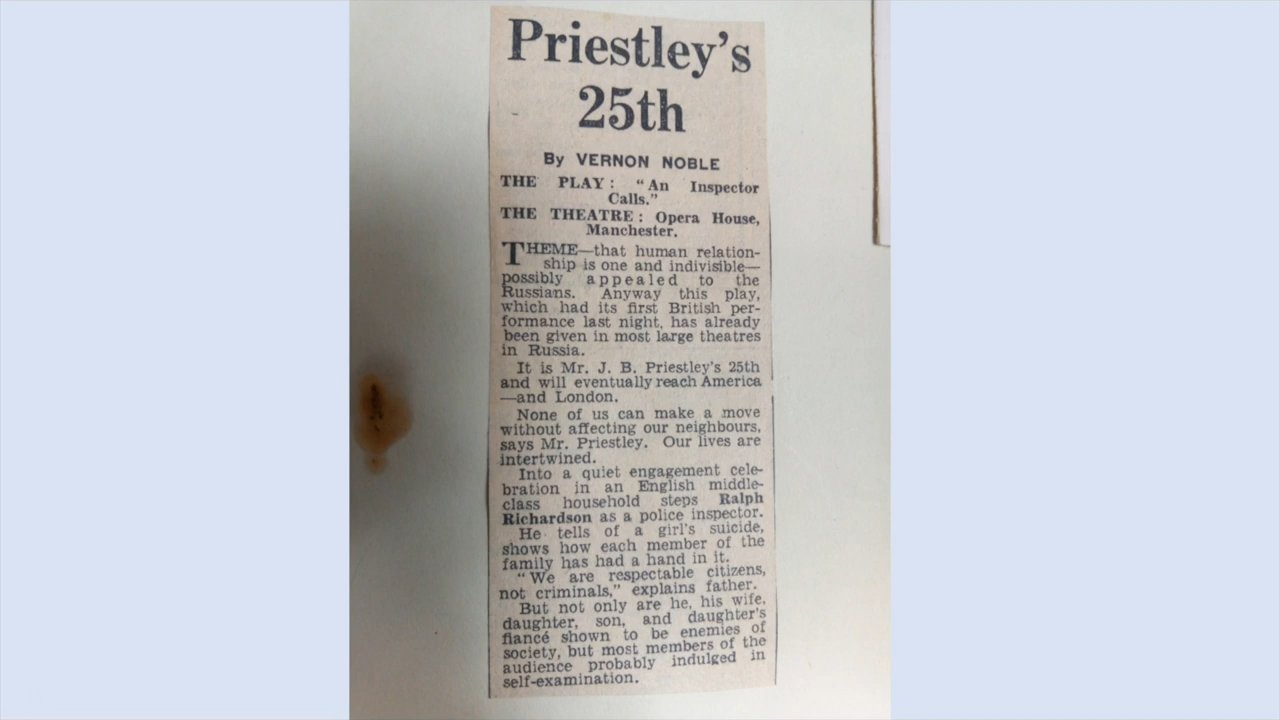 Priestley's
25th
By VERNON NOBLE
THE PLAY: "An Inspector
Calls."
THE THEATRE: Opera House,
Manchester.
THEME—that human relation-
ship is one and indivisible—
possibly appealed to the
Russians. Anyway this play,
which had its first British per-
formance last night, has already
been given in most large theatres
in Russia.
It is Mr. J. B. Priestley's 25th
and will eventually reach America
—and London.
None of us can make a move
without affecting our neighbours,
says Mr. Priestley. Our lives are
intertwined.
Into a quiet engagement cele-
bration in an English middle-
class household steps Ralph
Richardson as a police inspector.
He tells of a girl's suicide,
shows how each member of the
family has had a hand in it.
"We are respectable citizens,
not criminals," explains father.
But not only are he, his wife,
daughter, son, and daughter's
fiancé shown to be enemies of
society, but most members of the
audience probably indulged in
self-examination.